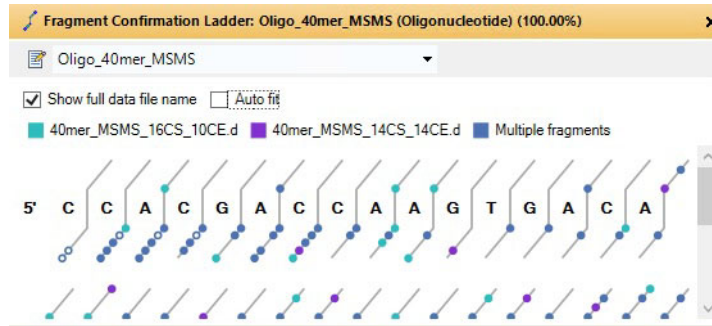 Fragment Confirmation Ladder: Oligo_40mer_MSMS (Oligonucleotide) (100.00%)
Oligo_40mer_MSMS
Show full data file name Auto fit
40mer_MSMS_16CS_10CE.d 40mer_MSMS_14CS_14CE.d Multiple fragments
5' C C A C G A C C A A G T G A C A